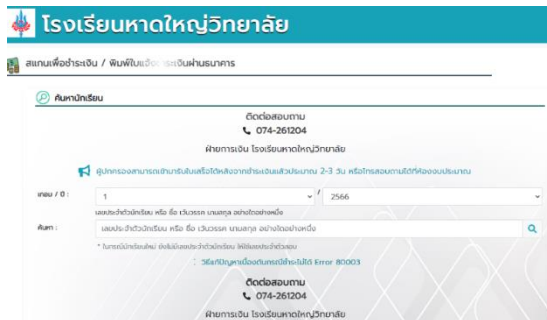 โรงเรียนหาดใหญ่วิทยาลัย
สแกนเพื่อชำระเงิน / พิมพ์ใบแจ้งชำระเงินผ่านธนาคาร
ค้นหานักเรียน
ติดต่อสอบถาม
074-261204
ฝ่ายการเงิน โรงเรียนหาดใหญ่วิทยาลัย
ผู้ปกครองสามารถเข้ามารับใบเสร็จได้หลังจากชำระเงินแล้วประมาณ 2-3 วัน หรือโทรสอบถามได้ที่ห้องงบประมาณ
เทอม / ปี : 1 / 2566
เลขประจำตัวนักเรียน หรือ ชื่อ เว้นวรรค นามสกุล อย่างใดอย่างหนึ่ง
ค้นหา : เลขประจำตัวนักเรียน หรือ ชื่อ เว้นวรรค นามสกุล อย่างใดอย่างหนึ่ง
* ในกรณีนักเรียนใหม่ ยังไม่มีเลขประจำตัวนักเรียน ให้ใช้เลขประจำตัวสอบ
วิธีแก้ปัญหาเบื้องต้นกรณีชำระไม่ได้ Error 80003
ติดต่อสอบถาม
074-261204
ฝ่ายการเงิน โรงเรียนหาดใหญ่วิทยาลัย